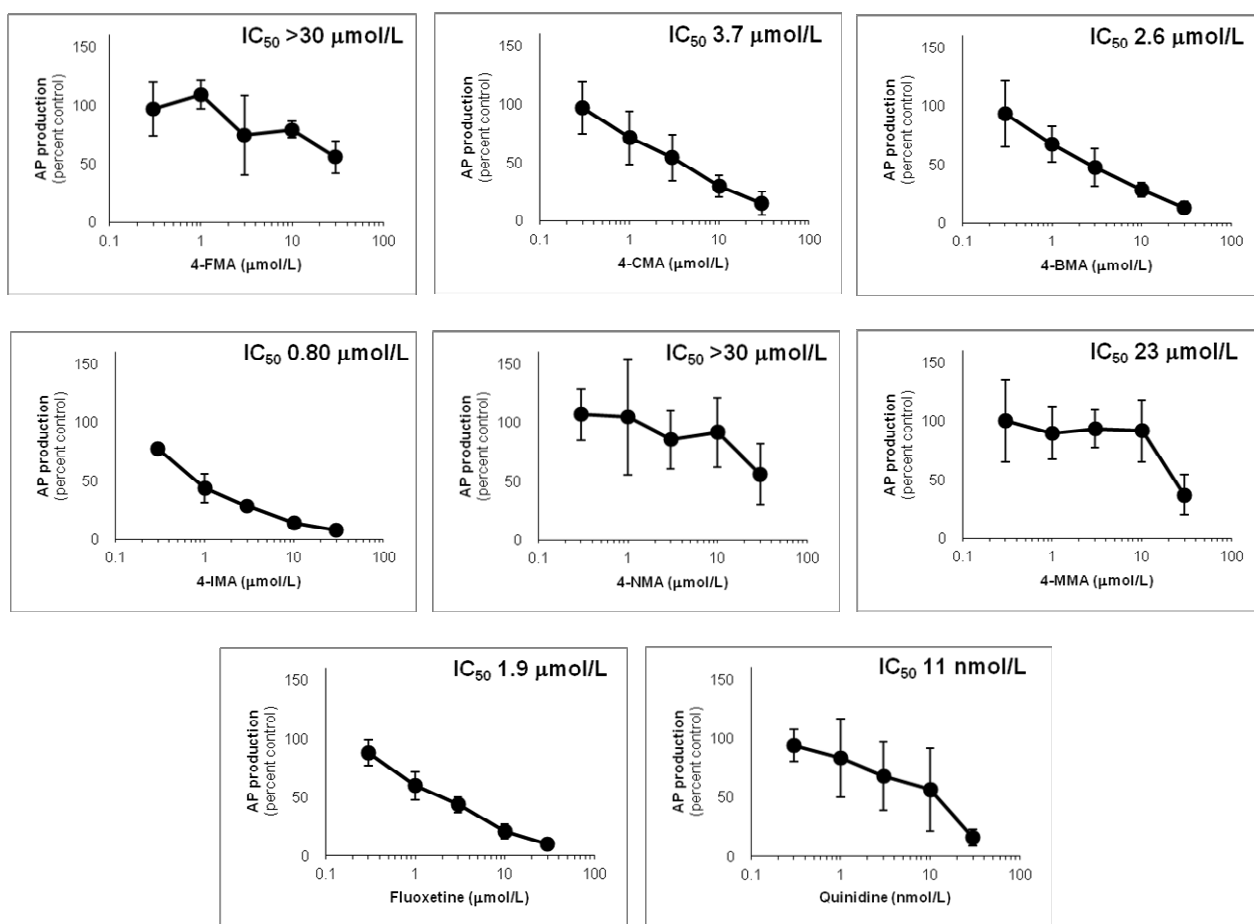 IC50 >30 μmol/L
AP production
(percent control)
150
100
50
0
0.1 1 10 100
4-FMA (μmol/L)
IC50 3.7 μmol/L
AP production
(percent control)
150
100
50
0
0.1 1 10 100
4-CMA (μmol/L)
IC50 2.6 μmol/L
AP production
(percent control)
150
100
50
0
0.1 1 10 100
4-BMA (μmol/L)
IC50 0.80 μmol/L
AP production
(percent control)
150
100
50
0
0.1 1 10 100
4-IMA (μmol/L)
IC50 >30 μmol/L
AP production
(percent control)
150
100
50
0
0.1 1 10 100
4-NMA (μmol/L)
IC50 23 μmol/L
AP production
(percent control)
150
100
50
0
0.1 1 10 100
4-MMA (μmol/L)
IC50 1.9 μmol/L
AP production
(percent control)
150
100
50
0
0.1 1 10 100
Fluoxetine (μmol/L)
IC50 11 nmol/L
AP production
(percent control)
150
100
50
0
0.1 1 10 100
Quinidine (nmol/L)